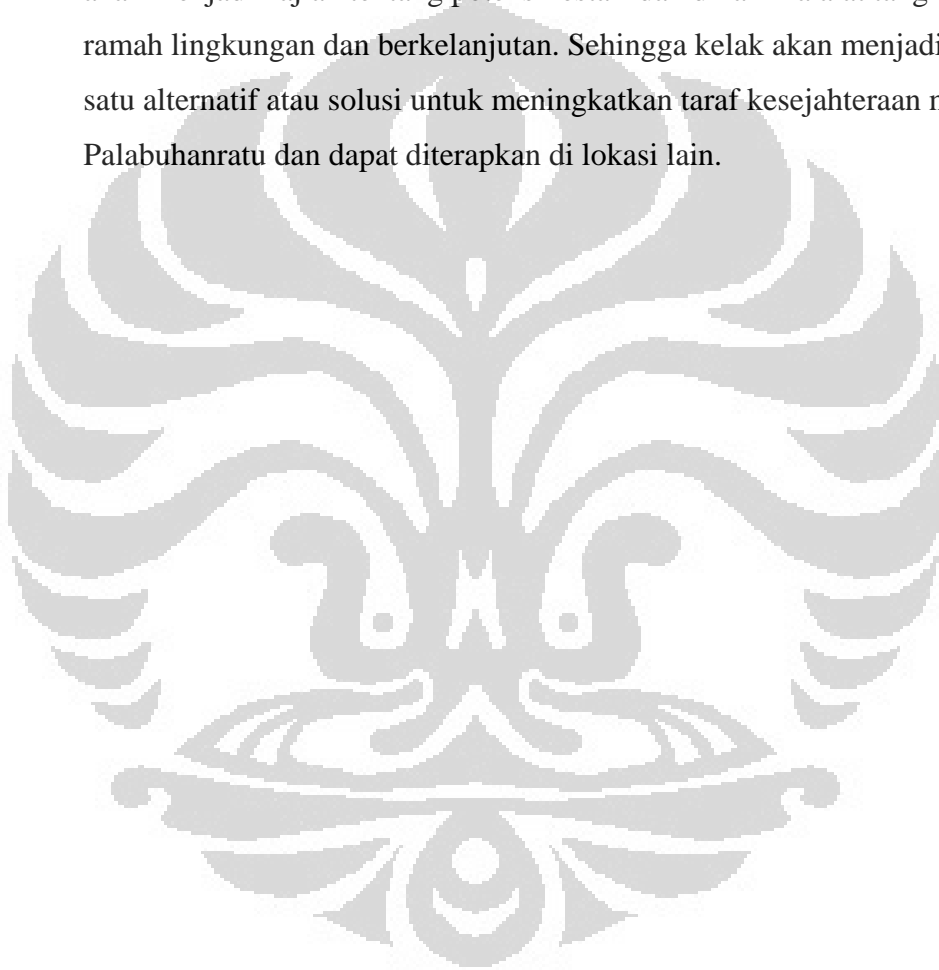 ramah lingkungan dan berkelanjutan. Sehingga kelak akan menjadi
satu alternatif atau solusi untuk meningkatkan taraf kesejahteraan
Palabuhanratu dan dapat diterapkan di lokasi lain.